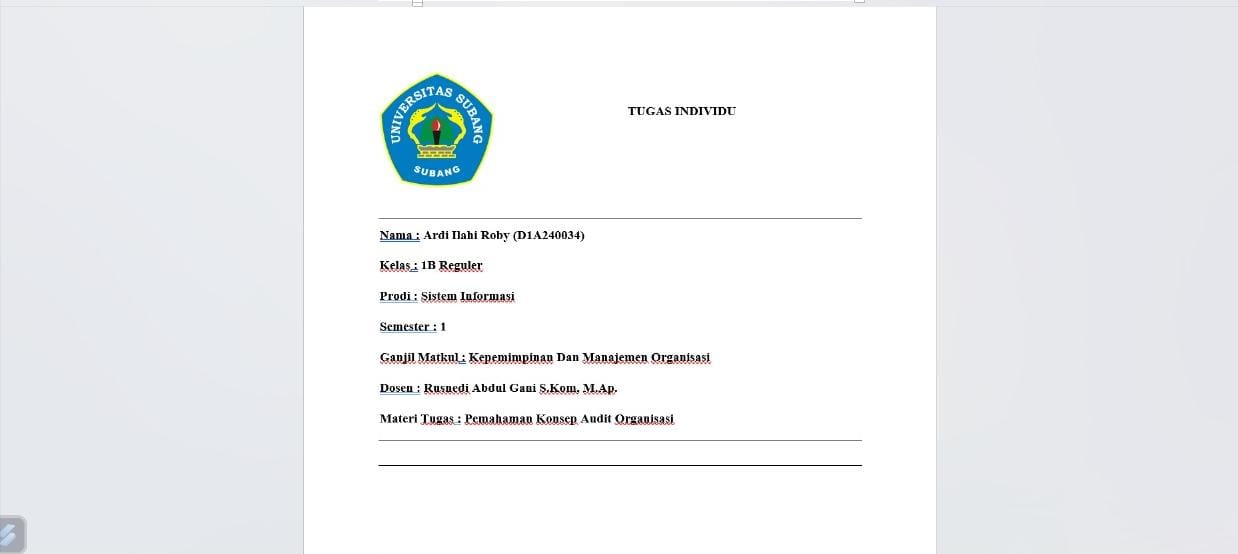 UNIVERSITAS SUBANG
SUBANG
TUGAS INDIVIDU
Nama : Ardi Ilahi Roby (D1A240034)
Kelas : 1B Reguler
Prodi : Sistem Informasi
Semester : 1
Ganjil Matkul : Kepemimpinan Dan Manajemen Organisasi
Dosen : Rusnedi Abdul Gani S.Kom, M.Ap.
Materi Tugas : Pemahaman Konsep Audit Organisasi